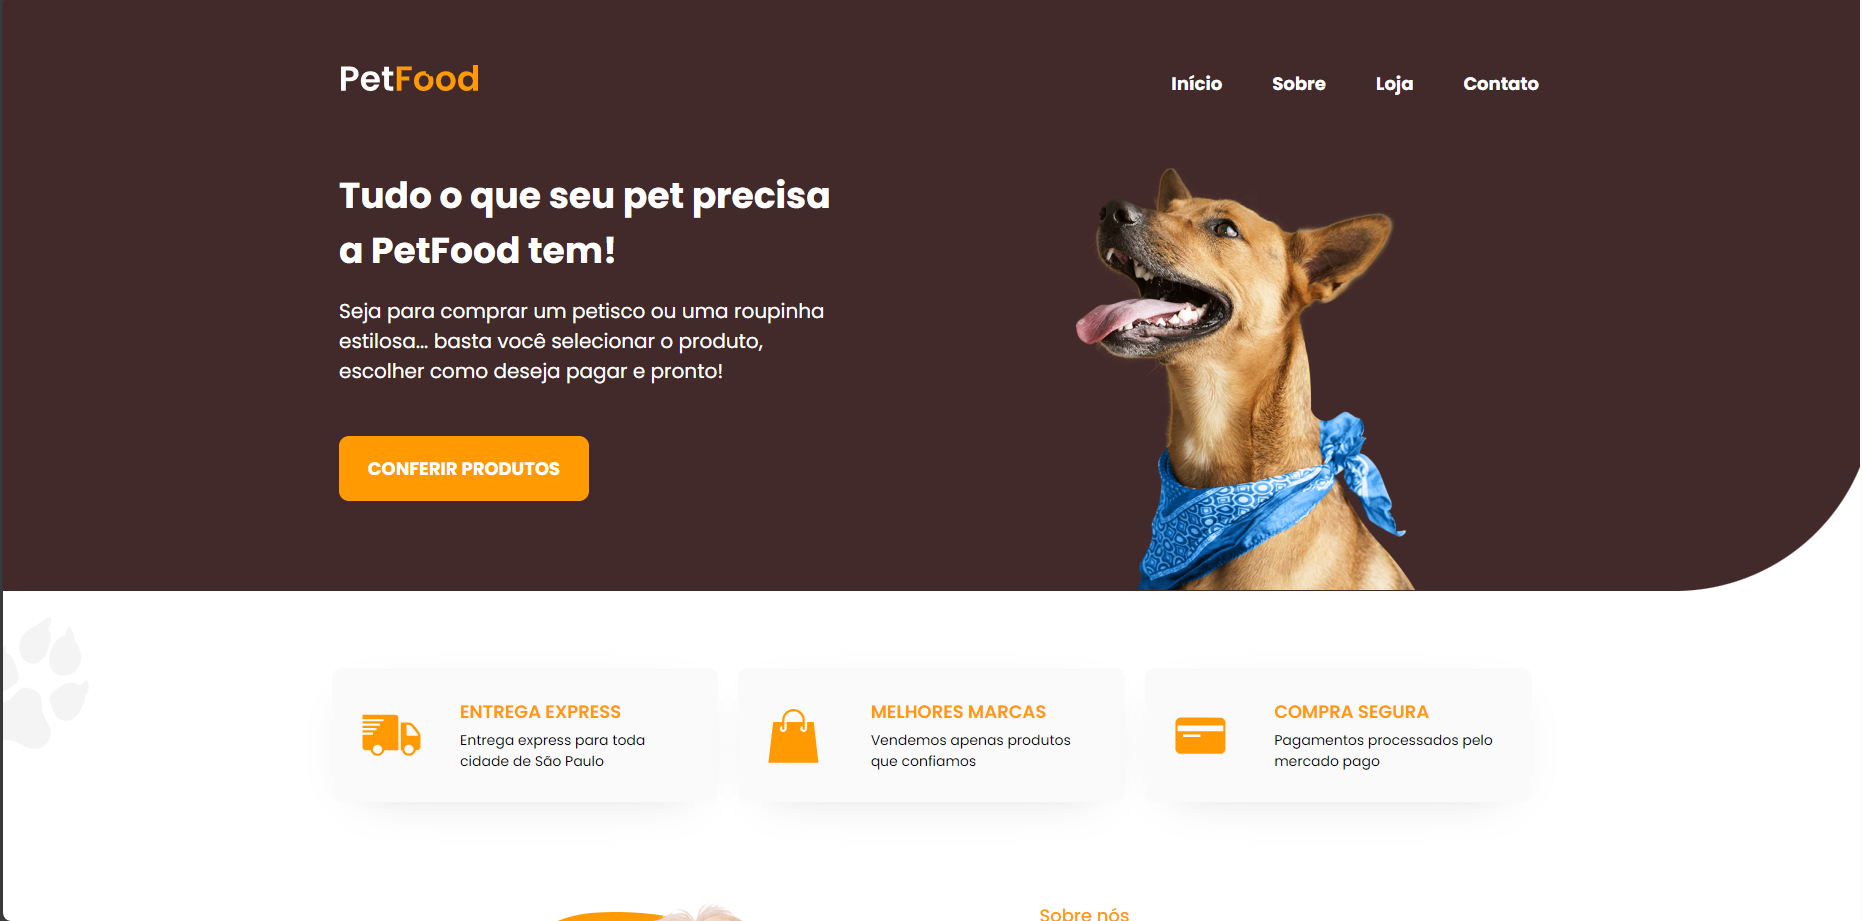 PetFood
Início Sobre Loja Contato
Tudo o que seu pet precisa
a PetFood tem!
Seja para comprar um petisco ou uma roupinha
estilosa... basta você selecionar o produto,
escolher como deseja pagar e pronto!
CONFERIR PRODUTOS
ENTREGA EXPRESS
Entrega express para toda
cidade de São Paulo
MELHORES MARCAS
Vendemos apenas produtos
que confiamos
COMPRA SEGURA
Pagamentos processados pelo
mercado pago
Sobre nós